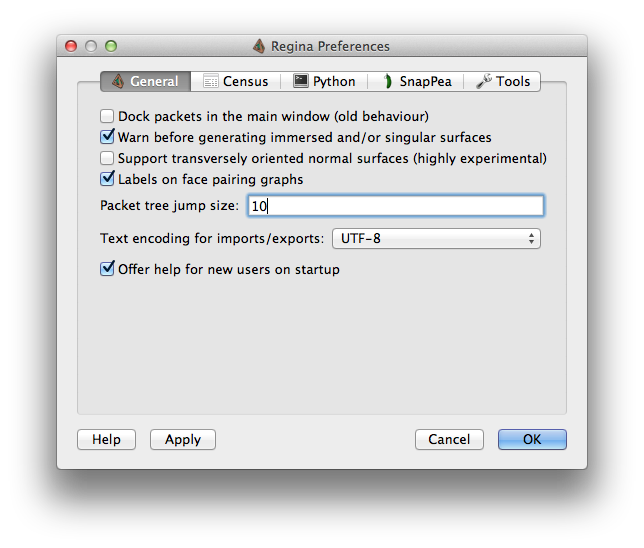 Regina Preferences
General Census Python SnapPea Tools
Dock packets in the main window (old behaviour)
Warn before generating immersed and/or singular surfaces
Support transversely oriented normal surfaces (highly experimental)
Labels on face pairing graphs
Packet tree jump size: 10
Text encoding for imports/exports: UTF-8
Offer help for new users on startup
Help Apply Cancel OK